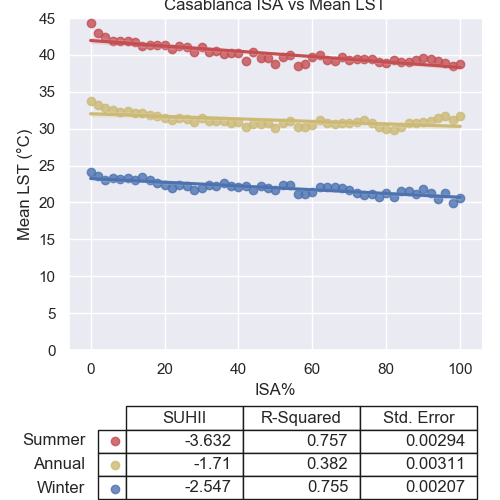 Casablanca ISA vs Mean LST
45
40
35
30
25
20
15
10
5
0
Mean LST (°C)
0 20 40 60 80 100
ISA%
SUHII R-Squared Std. Error
Summer -3.632 0.757 0.00294
Annual -1.71 0.382 0.00311
Winter -2.547 0.755 0.00207